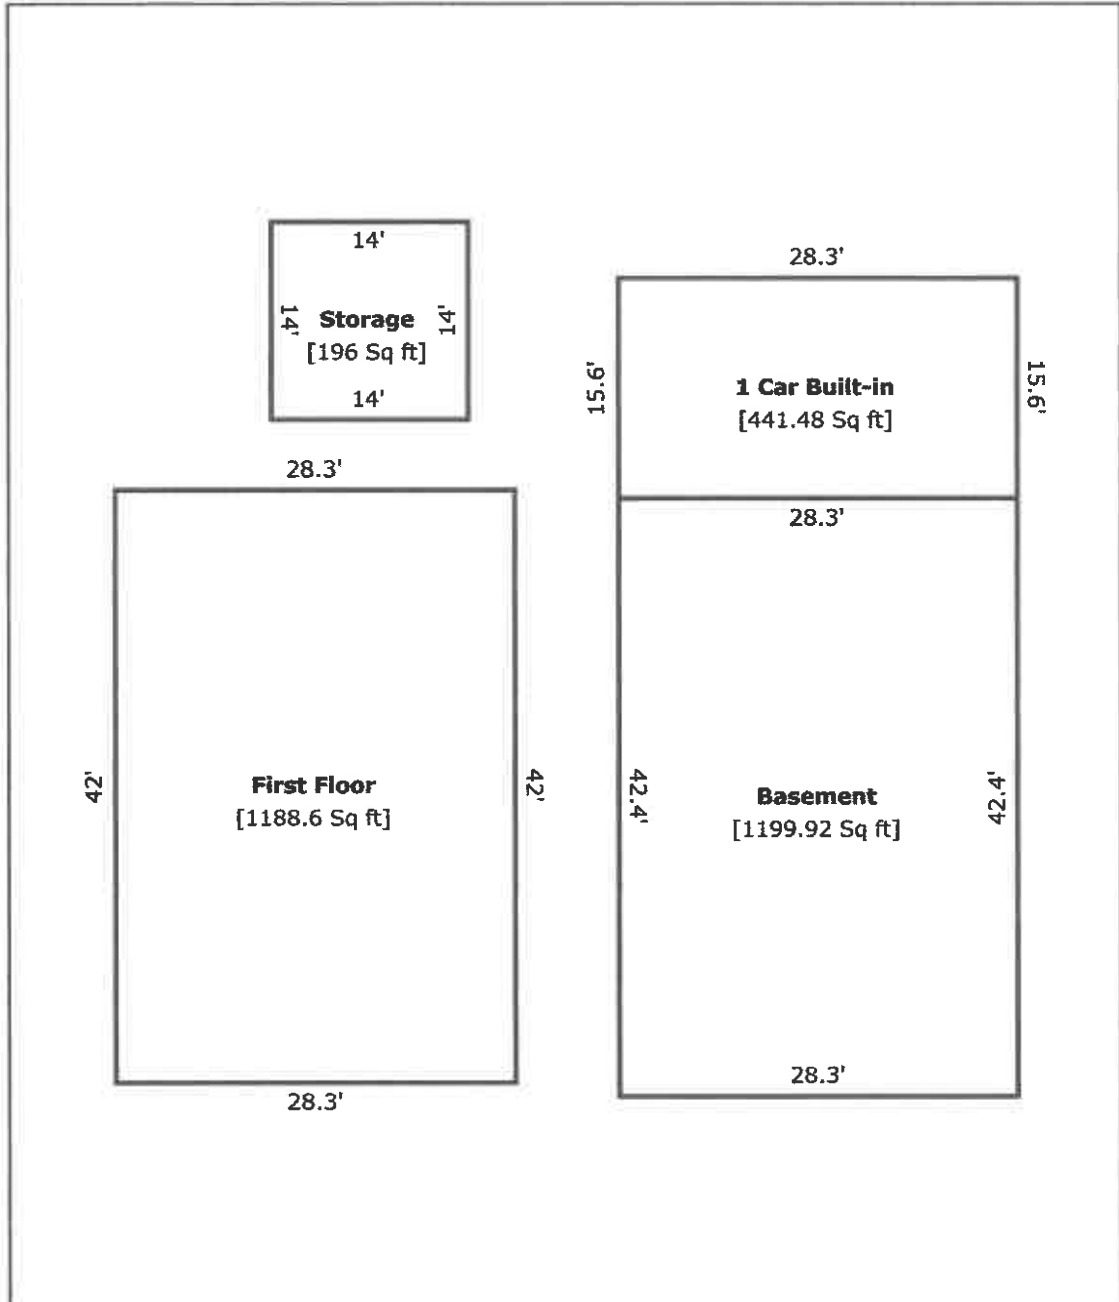 14'
14'
Storage
14'
[196 Sq ft]
14'
28.3'
42'
First Floor
[1188.6 Sq ft]
42'
28.3'
28.3'
15.6'
1 Car Built-in
[441.48 Sq ft]
15.6'
28.3'
42.4'
Basement
[1199.92 Sq ft]
42.4'
28.3'